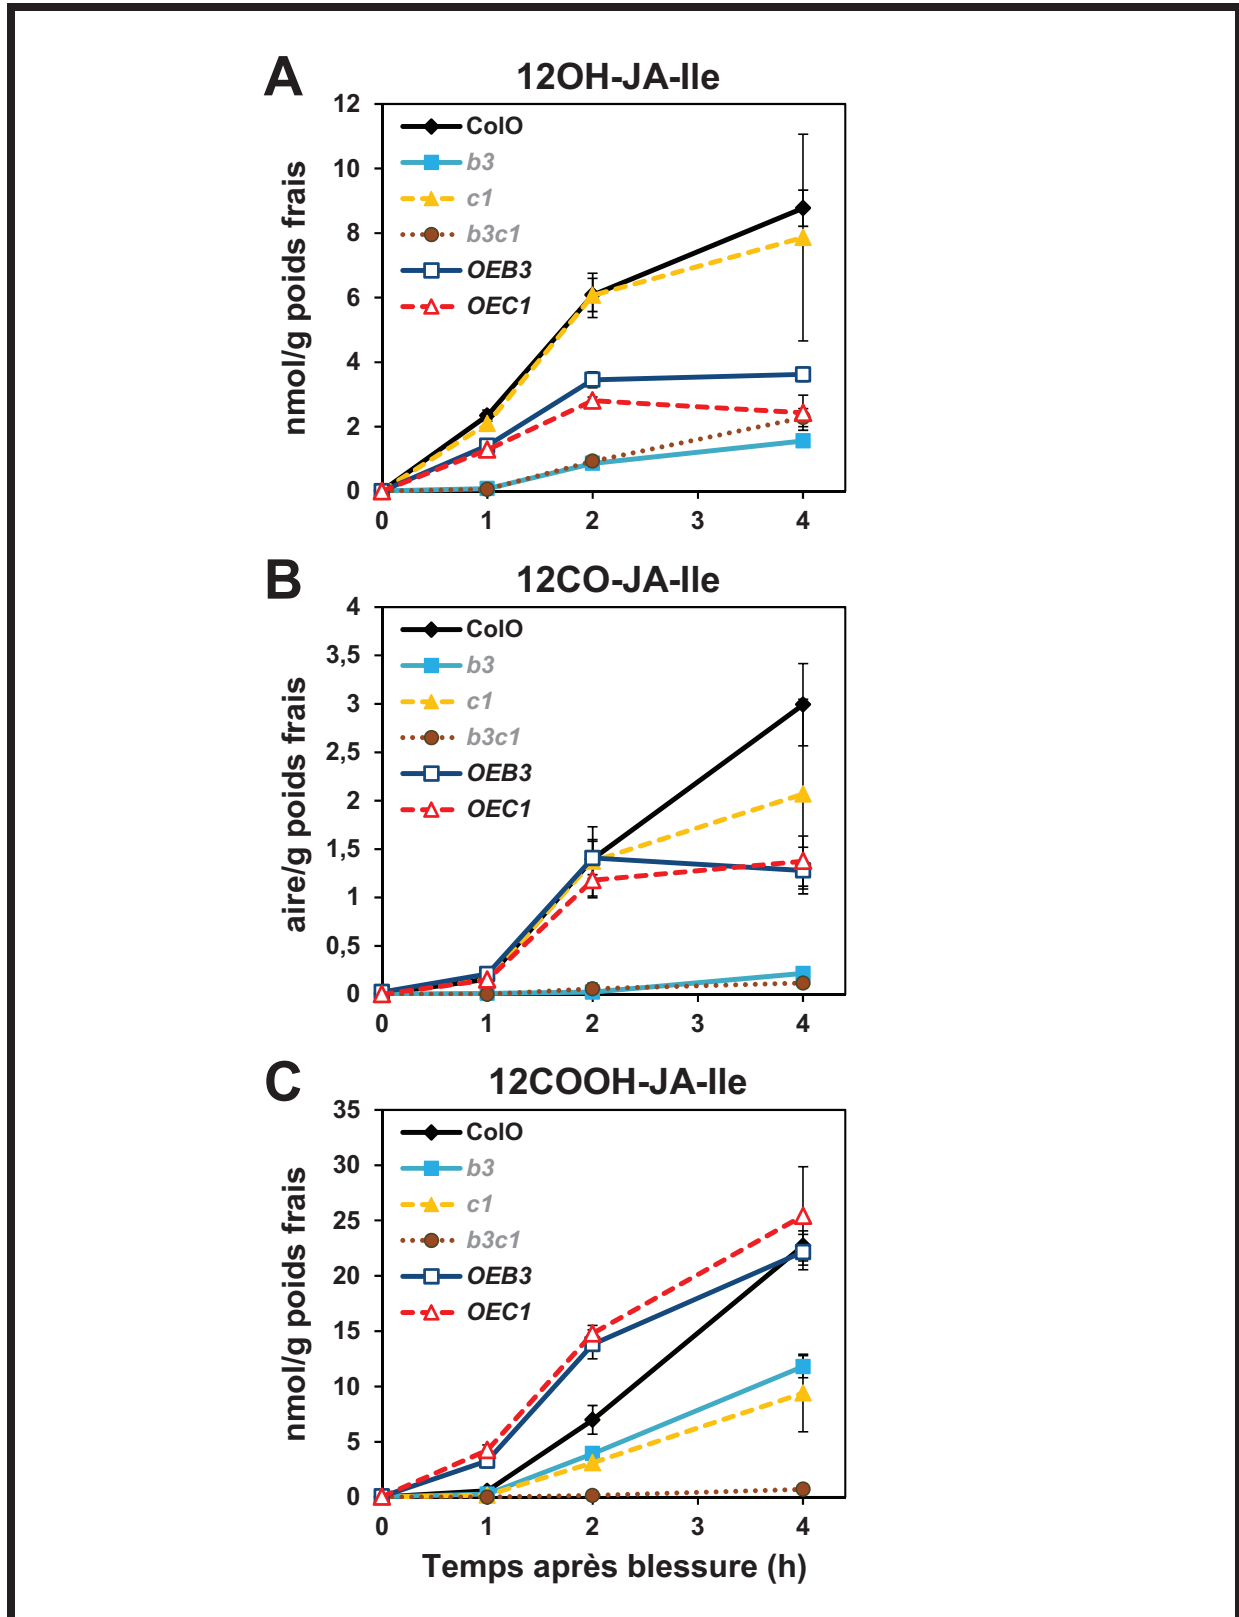 A 12OH-JA-Ile
12
10
8
6
4
2
0
nmol/g poids frais
ColO
b3
c1
b3c1
OEB3
OEC1
0 1 2 3 4
B 12CO-JA-Ile
4
3,5
3
2,5
2
1,5
1
0,5
0
aire/g poids frais
ColO
b3
c1
b3c1
OEB3
OEC1
0 1 2 3 4
C 12COOH-JA-Ile
35
30
25
20
15
10
5
0
nmol/g poids frais
ColO
b3
c1
b3c1
OEB3
OEC1
0 1 2 3 4
Temps après blessure (h)